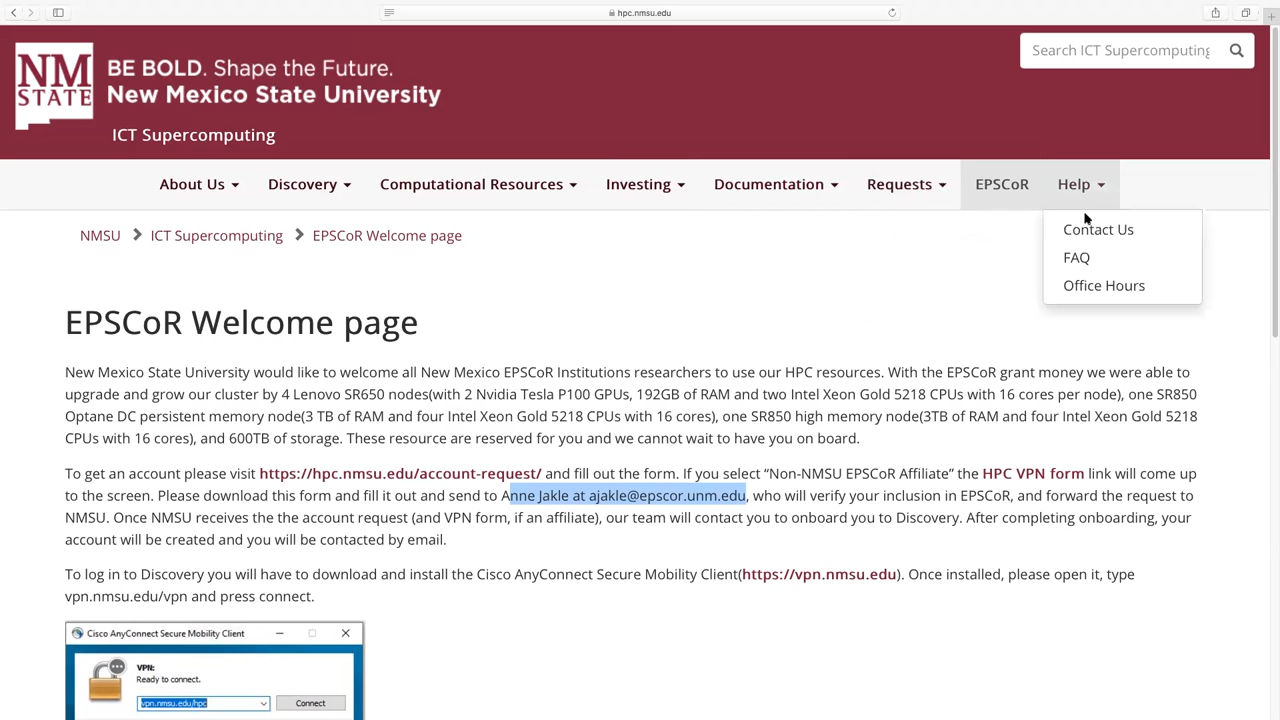 hpc.nmsu.edu
Search ICT Supercomputing
NM
STATE
BE BOLD. Shape the Future.
New Mexico State University
ICT Supercomputing
About Us Discovery Computational Resources Investing Documentation Requests EPSCoR Help
Contact Us
FAQ
Office Hours
NMSU ICT Supercomputing EPSCoR Welcome page
EPSCoR Welcome page
New Mexico State University would like to welcome all New Mexico EPSCoR Institutions researchers to use our HPC resources. With the EPSCoR grant money we were able to
upgrade and grow our cluster by 4 Lenovo SR650 nodes(with 2 Nvidia Tesla P100 GPUs, 192GB of RAM and two Intel Xeon Gold 5218 CPUs with 16 cores per node), one SR850
Optane DC persistent memory node(3 TB of RAM and four Intel Xeon Gold 5218 CPUs with 16 cores), one SR850 high memory node(3TB of RAM and four Intel Xeon Gold 5218
CPUs with 16 cores), and 600TB of storage. These resource are reserved for you and we cannot wait to have you on board.
To get an account please visit https://hpc.nmsu.edu/account-request/ and fill out the form. If you select “Non-NMSU EPSCoR Affiliate” the HPC VPN form link will come up
to the screen. Please download this form and fill it out and send to Anne Jakle at ajakle@epscor.unm.edu, who will verify your inclusion in EPSCoR, and forward the request to
NMSU. Once NMSU receives the the account request (and VPN form, if an affiliate), our team will contact you to onboard you to Discovery. After completing onboarding, your
account will be created and you will be contacted by email.
To log in to Discovery you will have to download and install the Cisco AnyConnect Secure Mobility Client(https://vpn.nmsu.edu). Once installed, please open it, type
vpn.nmsu.edu/vpn and press connect.
Cisco AnyConnect Secure Mobility Client
VPN:
Ready to connect.
vpn.nmsu.edu/hpc
Connect